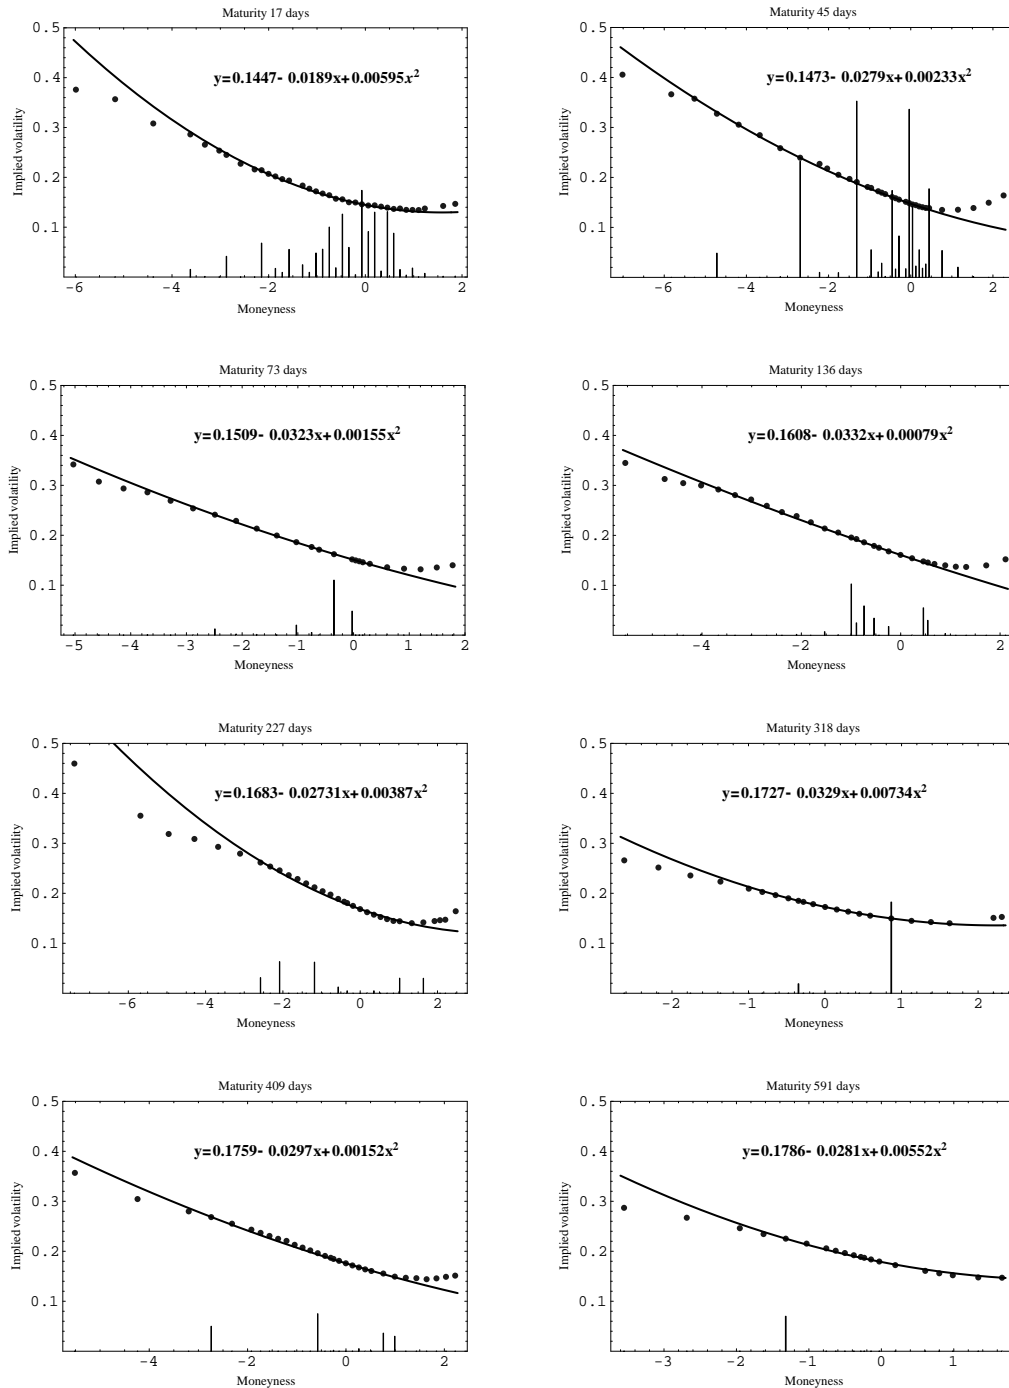 Maturity 17 days
0.5
0.4
0.3
0.2
0.1
Implied volatility
y=0.1447- 0.0189x+0.00595x²
-6 -4 -2 0 2
Moneyness
Maturity 45 days
0.5
0.4
0.3
0.2
0.1
Implied volatility
y=0.1473- 0.0279x+0.00233x²
-6 -4 -2 0 2
Moneyness
Maturity 73 days
0.5
0.4
0.3
0.2
0.1
Implied volatility
y=0.1509- 0.0323x+0.00155x²
-5 -4 -3 -2 -1 0 1 2
Moneyness
Maturity 136 days
0.5
0.4
0.3
0.2
0.1
Implied volatility
y=0.1608- 0.0332x+0.00079x²
-4 -2 0 2
Moneyness
Maturity 227 days
0.5
0.4
0.3
0.2
0.1
Implied volatility
y=0.1683- 0.02731x+0.00387x²
-6 -4 -2 0 2
Moneyness
Maturity 318 days
0.5
0.4
0.3
0.2
0.1
Implied volatility
y=0.1727- 0.0329x+0.00734x²
-2 -1 0 1 2
Moneyness
Maturity 409 days
0.5
0.4
0.3
0.2
0.1
Implied volatility
y=0.1759- 0.0297x+0.00152x²
-4 -2 0 2
Moneyness
Maturity 591 days
0.5
0.4
0.3
0.2
0.1
Implied volatility
y=0.1786- 0.0281x+0.00552x²
-3 -2 -1 0 1
Moneyness